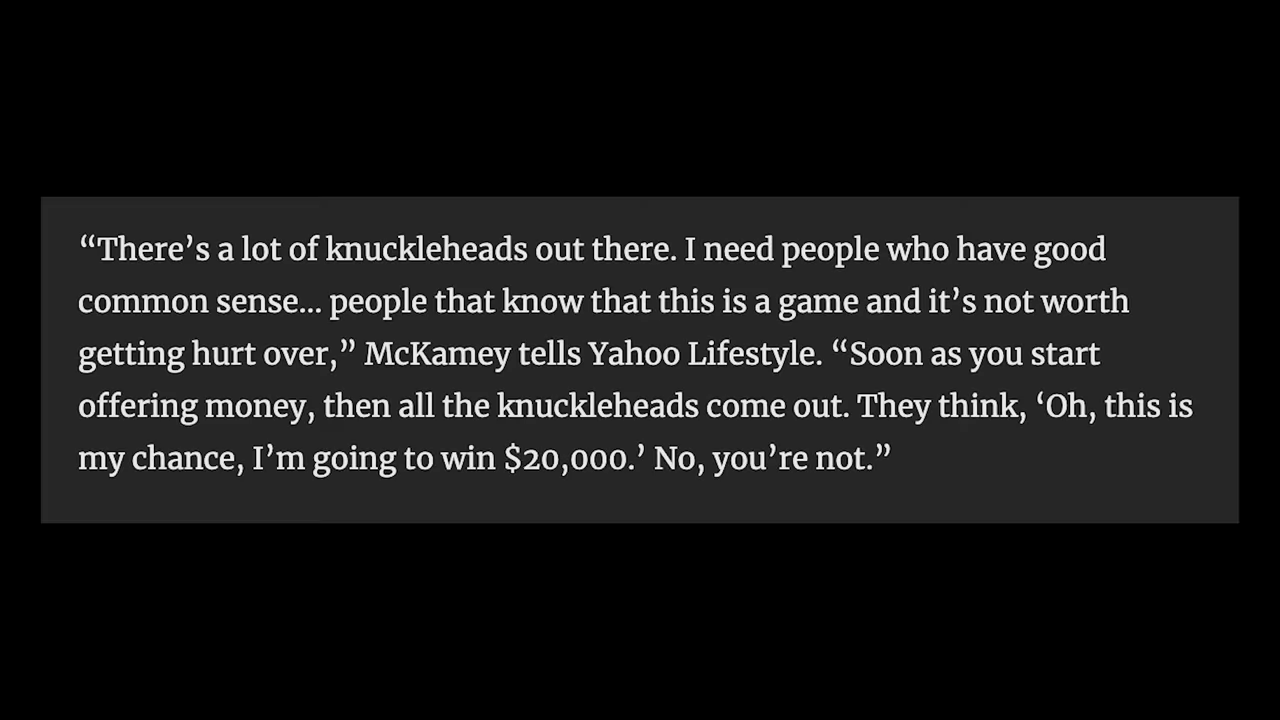 “There’s a lot of knuckleheads out there. I need people who have good
common sense... people that know that this is a game and it’s not worth
getting hurt over,” McKamey tells Yahoo Lifestyle. “Soon as you start
offering money, then all the knuckleheads come out. They think, ‘Oh, this is
my chance, I’m going to win $20,000.’ No, you’re not.”